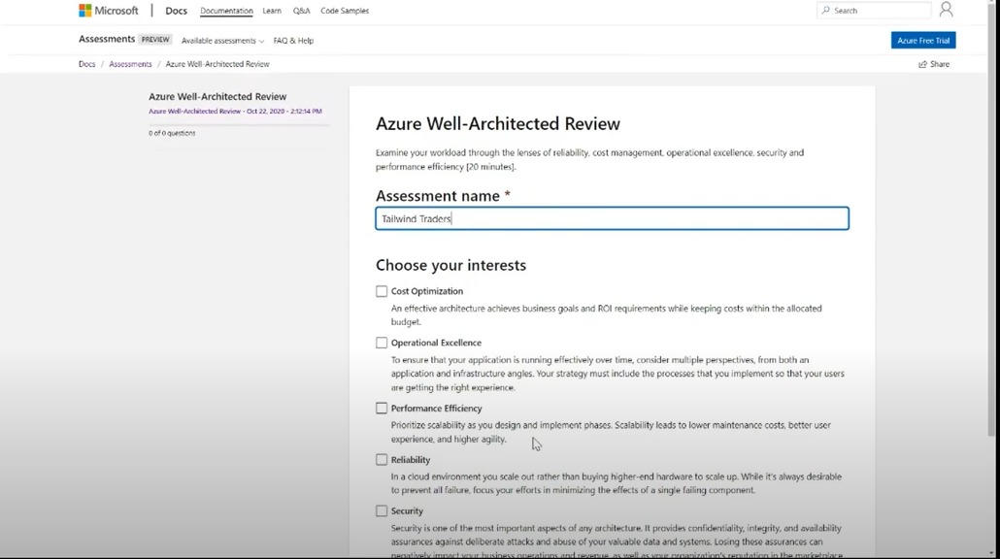 Microsoft | Docs Documentation Learn Q&A Code Samples Search
Assessments PREVIEW Available assessments FAQ & Help Azure Free Trial
Docs / Assessments / Azure Well-Architected Review Share
Azure Well-Architected Review
Azure Well-Architected Review - Oct 22, 2020 - 2:12:14 PM
0 of 0 questions
Azure Well-Architected Review
Examine your workload through the lenses of reliability, cost management, operational excellence, security and
performance efficiency [20 minutes].
Assessment name *
Tailwind Traders
Choose your interests
Cost Optimization
An effective architecture achieves business goals and ROI requirements while keeping costs within the allocated
budget.
Operational Excellence
To ensure that your application is running effectively over time, consider multiple perspectives, from both an
application and infrastructure angles. Your strategy must include the processes that you implement so that your users
are getting the right experience.
Performance Efficiency
Prioritize scalability as you design and implement phases. Scalability leads to lower maintenance costs, better user
experience, and higher agility.
Reliability
In a cloud environment you scale out rather than buying higher-end hardware to scale up. While it's always desirable
to prevent all failure, focus your efforts in minimizing the effects of a single failing component.
Security
Security is one of the most important aspects of any architecture. It provides confidentiality, integrity, and availability
assurances against deliberate attacks and abuse of your valuable data and systems. Losing these assurances can
negatively impact your business operations and revenue, as well as your organization's reputation in the marketplace